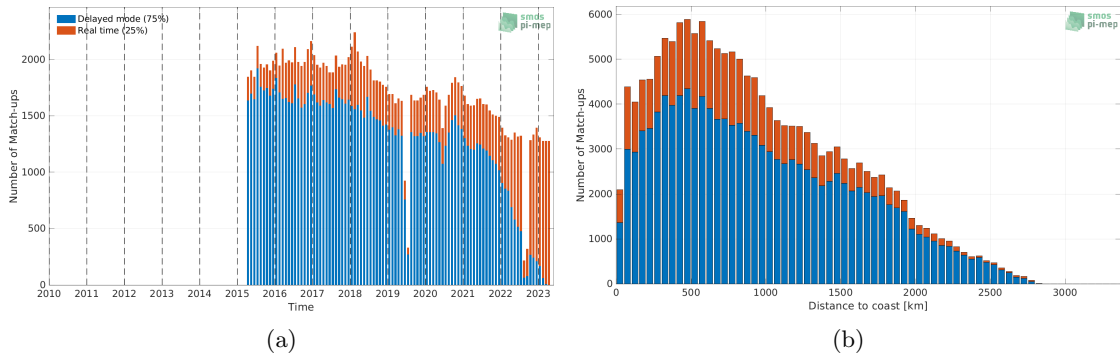 Delayed mode (75%)
Real time (25%)
smos
pi-mep
Number of Match-ups
2000
1500
1000
500
0
2010 2011 2012 2013 2014 2015 2016 2017 2018 2019 2020 2021 2022 2023
Time
(a)
smos
pi-mep
Number of Match-ups
6000
5000
4000
3000
2000
1000
0
0 500 1000 1500 2000 2500 3000
Distance to coast [km]
(b)